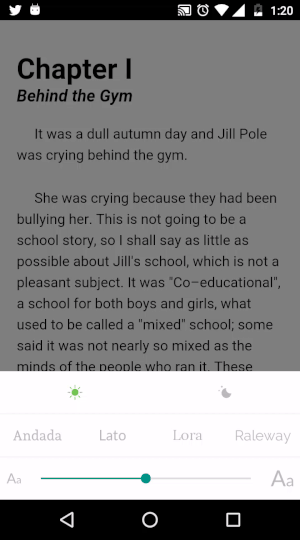 1:20
Chapter I
Behind the Gym
It was a dull autumn day and Jill Pole
was crying behind the gym.
She was crying because they had been
bullying her. This is not going to be a
school story, so I shall say as little as
possible about Jill's school, which is not a
pleasant subject. It was "Co–educational",
a school for both boys and girls, what
used to be called a "mixed" school; some
said it was not nearly so mixed as the
minds of the people who ran it. These
Andada Lato Lora Raleway
Aa Aa